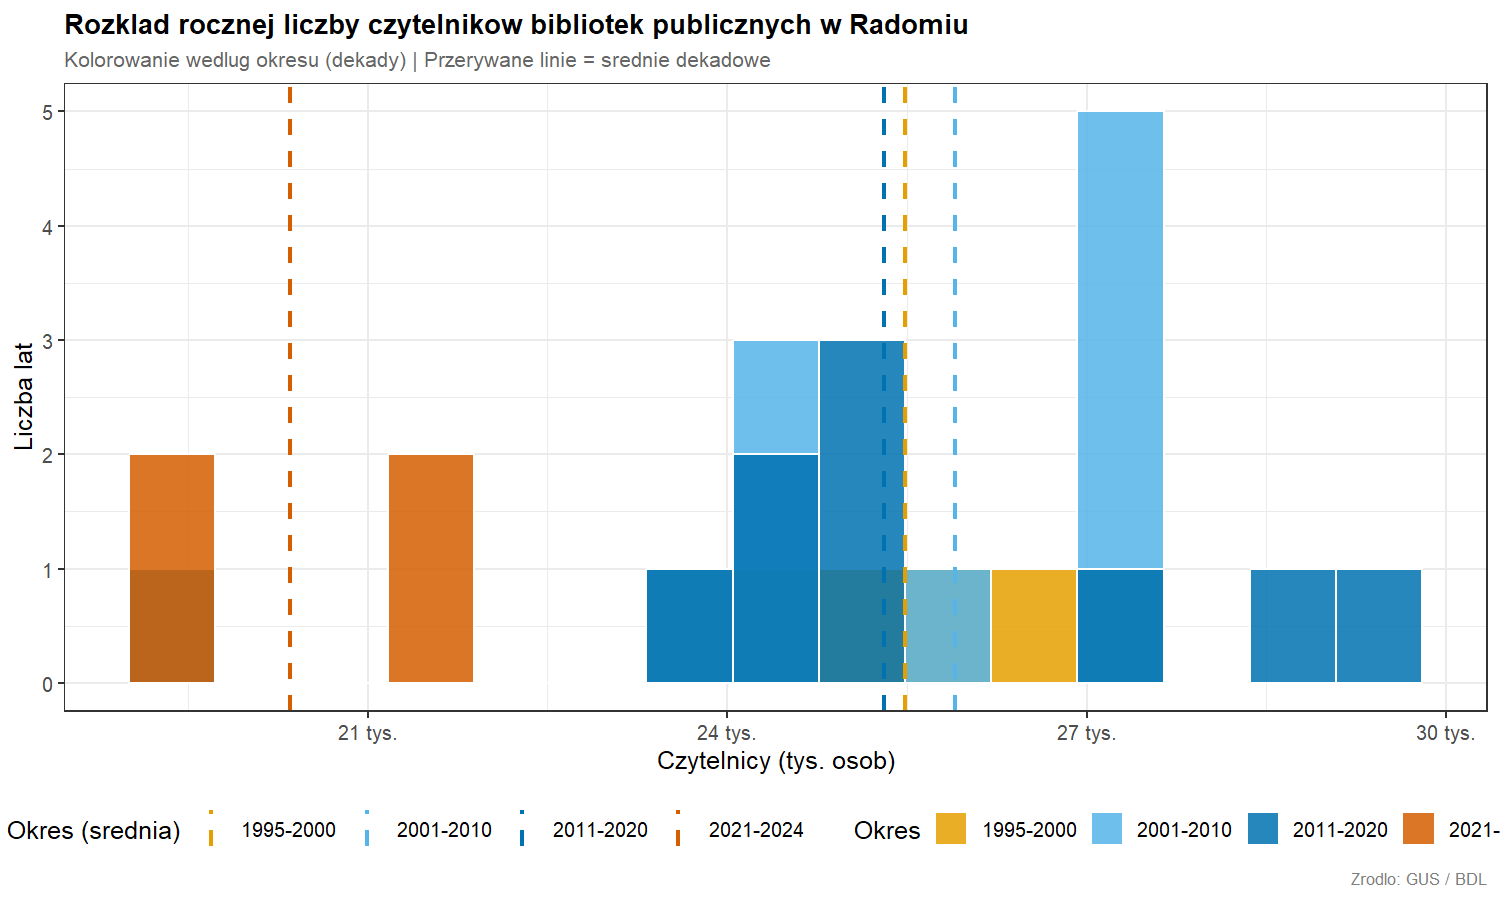 Rozklad rocznej liczby czytelnikow bibliotek publicznych w Radomiu
Kolorowanie wedlug okresu (dekady) | Przerywane linie = srednie dekadowe
Liczba lat
5
4
3
2
1
0
21 tys.
24 tys.
27 tys.
30 tys.
Czytelnicy (tys. osob)
Okres (srednia) 1995-2000 2001-2010 2011-2020 2021-2024
Okres 1995-2000 2001-2010 2011-2020 2021-
Zrodlo: GUS / BDL